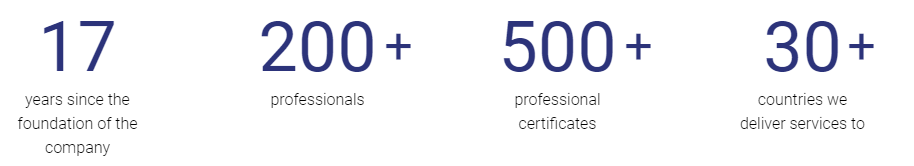 17
years since the
foundation of the
company
200+
professionals
500+
professional
certificates
30+
countries we
deliver services to